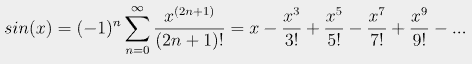 sin(x) = (-1)^n \sum_{n=0}^{\infty} \frac{x^{(2n+1)}}{(2n+1)!} = x - \frac{x^3}{3!} + \frac{x^5}{5!} - \frac{x^7}{7!} + \frac{x^9}{9!} - ...